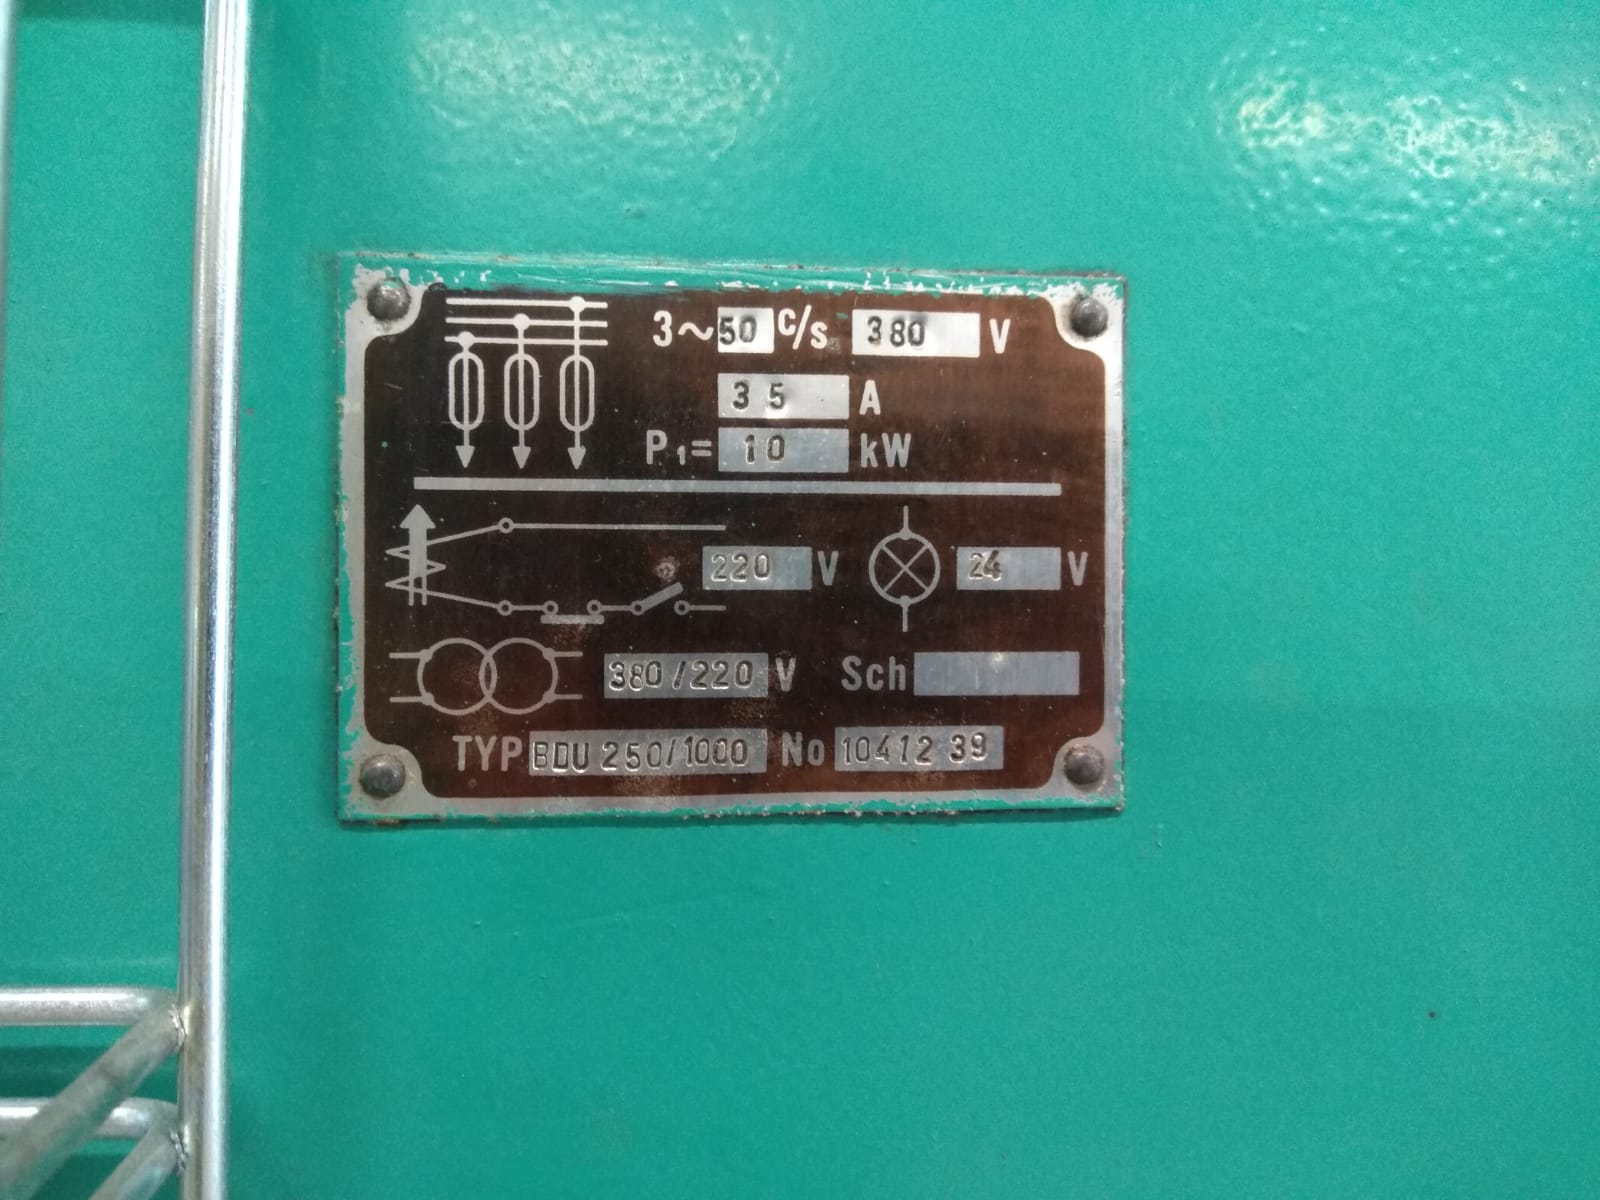 3~50 c/s 380 V
35 A
P1= 10 kW
220 V 24 V
380/220 V Sch
TYP BDU 250/1000 No 10412 39